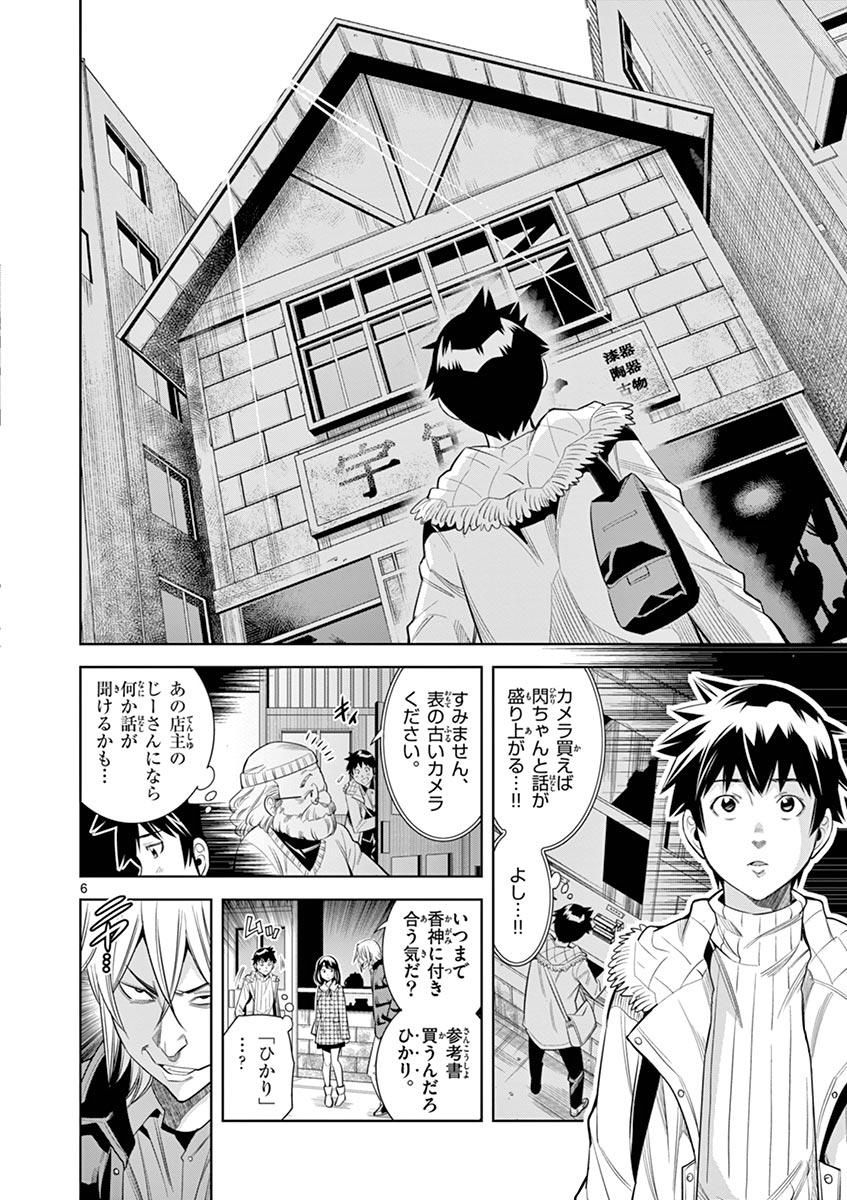 漆器
陶器
古物
宇
カメラ買えば
閃ちゃんと話が
盛り上がる…!!
よし…!!
すみません、
表の古いカメラ
ください。
あの店主の
じーさんになら
何か話が
聞けるかも…
いつまで
香神に付き
合う気だ?
参考書
買うんだろ
ひかり。
ムッ
「ひかり」
…?
ニヤ…
6